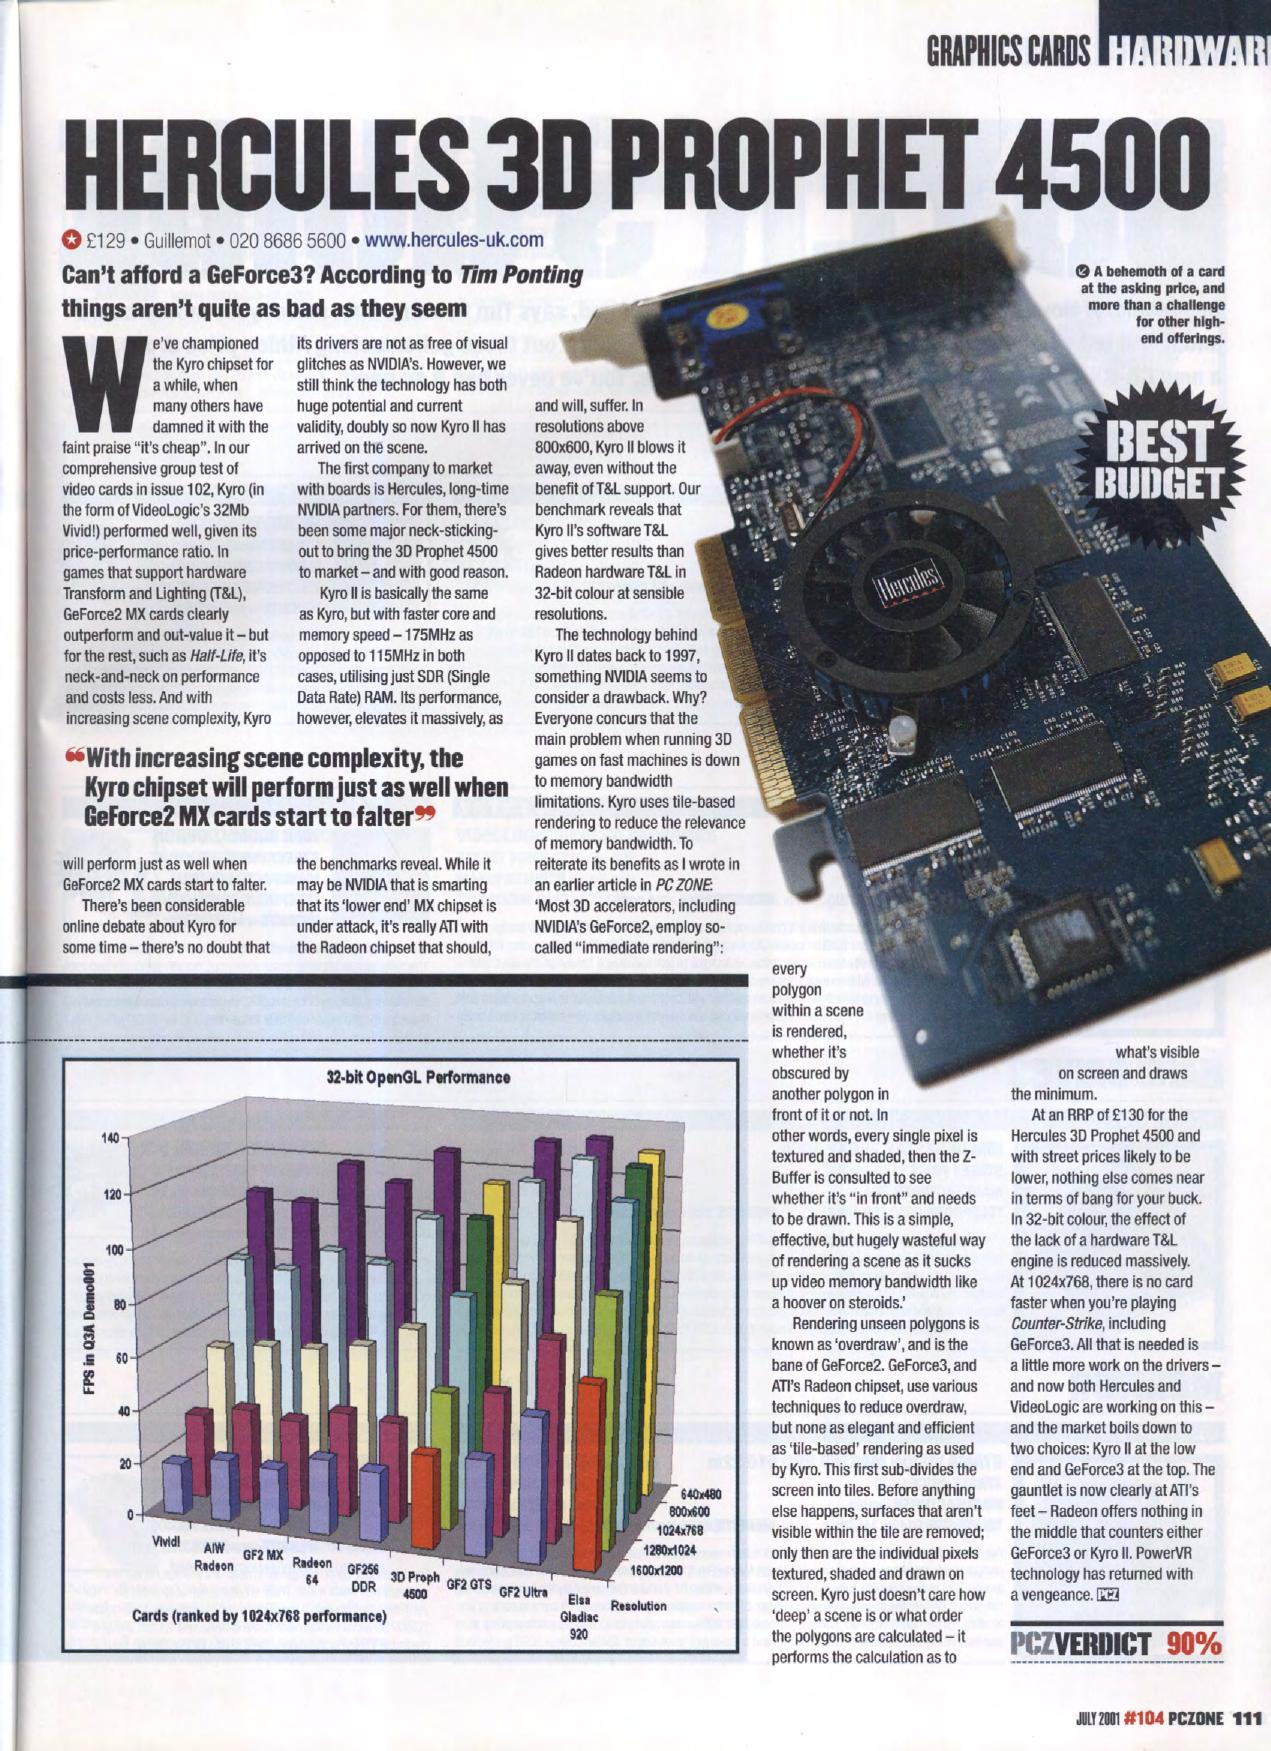 GRAPHICS CARDS HARDWAR
HERCULES 3D PROPHET 4500
£129 • Guillemot • 020 8686 5600 • www.hercules-uk.com
Can't afford a GeForce3? According to Tim Ponting
things aren't quite as bad as they seem
We've championed
the Kyro chipset for
a while, when
many others have
damned it with the
faint praise "it's cheap". In our
comprehensive group test of
video cards in issue 102, Kyro (in
the form of VideoLogic's 32Mb
Vivid!) performed well, given its
price-performance ratio. In
games that support hardware
Transform and Lighting (T&L),
GeForce2 MX cards clearly
outperform and out-value it – but
for the rest, such as Half-Life, it's
neck-and-neck on performance
and costs less. And with
increasing scene complexity, Kyro
"With increasing scene complexity, the
Kyro chipset will perform just as well when
GeForce2 MX cards start to falter"
will perform just as well when
GeForce2 MX cards start to falter.
There's been considerable
online debate about Kyro for
some time – there's no doubt that
its drivers are not as free of visual
glitches as NVIDIA's. However, we
still think the technology has both
huge potential and current
validity, doubly so now Kyro II has
arrived on the scene.
The first company to market
with boards is Hercules, long-time
NVIDIA partners. For them, there's
been some major neck-sticking-
out to bring the 3D Prophet 4500
to market – and with good reason.
Kyro II is basically the same
as Kyro, but with faster core and
memory speed – 175MHz as
opposed to 115MHz in both
cases, utilising just SDR (Single
Data Rate) RAM. Its performance,
however, elevates it massively, as
the benchmarks reveal. While it
may be NVIDIA that is smarting
that its 'lower end' MX chipset is
under attack, it's really ATI with
the Radeon chipset that should,
and will, suffer. In
resolutions above
800x600, Kyro II blows it
away, even without the
benefit of T&L support. Our
benchmark reveals that
Kyro II's software T&L
gives better results than
Radeon hardware T&L in
32-bit colour at sensible
resolutions.
The technology behind
Kyro II dates back to 1997,
something NVIDIA seems to
consider a drawback. Why?
Everyone concurs that the
main problem when running 3D
games on fast machines is down
to memory bandwidth
limitations. Kyro uses tile-based
rendering to reduce the relevance
of memory bandwidth. To
reiterate its benefits as I wrote in
an earlier article in PC ZONE:
'Most 3D accelerators, including
NVIDIA's GeForce2, employ so-
called "immediate rendering":
every
polygon
within a scene
is rendered,
whether it's
obscured by
another polygon in
front of it or not. In
other words, every single pixel is
textured and shaded, then the Z-
Buffer is consulted to see
whether it's "in front" and needs
to be drawn. This is a simple,
effective, but hugely wasteful way
of rendering a scene as it sucks
up video memory bandwidth like
a hoover on steroids.'
Rendering unseen polygons is
known as 'overdraw', and is the
bane of GeForce2. GeForce3, and
ATI's Radeon chipset, use various
techniques to reduce overdraw,
but none as elegant and efficient
as 'tile-based' rendering as used
by Kyro. This first sub-divides the
screen into tiles. Before anything
else happens, surfaces that aren't
visible within the tile are removed;
only then are the individual pixels
textured, shaded and drawn on
screen. Kyro just doesn't care how
'deep' a scene is or what order
the polygons are calculated – it
performs the calculation as to
what's visible
on screen and draws
the minimum.
At an RRP of £130 for the
Hercules 3D Prophet 4500 and
with street prices likely to be
lower, nothing else comes near
in terms of bang for your buck.
In 32-bit colour, the effect of
the lack of a hardware T&L
engine is reduced massively.
At 1024x768, there is no card
faster when you're playing
Counter-Strike, including
GeForce3. All that is needed is
a little more work on the drivers –
and now both Hercules and
VideoLogic are working on this –
and the market boils down to
two choices: Kyro II at the low
end and GeForce3 at the top. The
gauntlet is now clearly at ATI's
feet – Radeon offers nothing in
the middle that counters either
GeForce3 or Kyro II. PowerVR
technology has returned with
a vengeance. PCZ
PCZVERDICT 90%
A behemoth of a card
at the asking price, and
more than a challenge
for other high-
end offerings.
BEST
BUDGET
Hercules
32-bit OpenGL Performance
FPS in Q3A Demo001
140
120
100
80
60
40
20
0
Vivid!
AIW
Radeon
GF2 MX
Radeon
64
GF256
DDR
3D Proph
4500
GF2 GTS
GF2 Ultra
Elsa
Gladiac
920
640x480
800x600
1024x768
1280x1024
1600x1200
Resolution
Cards (ranked by 1024x768 performance)
JULY 2001 #104 PCZONE 111